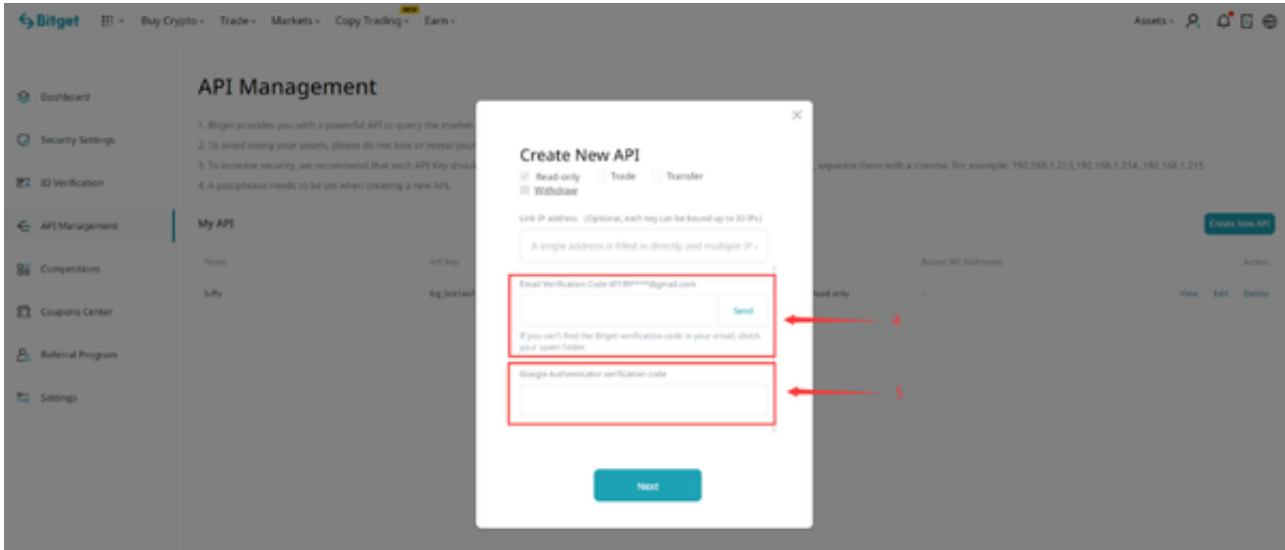 Bitget Buy Crypto Trade Markets Copy Trading NEW Earn Assets
Dashboard
Security Settings
ID Verification
API Management
Competitions
Coupons Center
Referral Program
Settings
API Management
1. Bitget provides you with a powerful API to query the market,
2. To avoid losing your assets, please do not lose or reveal your
3. To increase security, we recommend that each API Key shoul , separate them with a comma. For example: 192.168.1.213,192.168.1.214.,192.168.1.215
4. A passphrase needs to be set when creating a new API.
My API
Create New API
Notes API Key Bound API Addresses Action
luffy Read only -- View Edit Delete
Create New API
Read-only Trade Transfer
Withdraw
Link IP address (Optional, each key can be bound up to 30 IPs)
A single address is filled in directly and multiple IP
Email Verification Code ****@gmail.com
Send
If you can't find the Bitget verification code in your email, check
your spam folder.
4
Google Authenticator verification code
5
Next